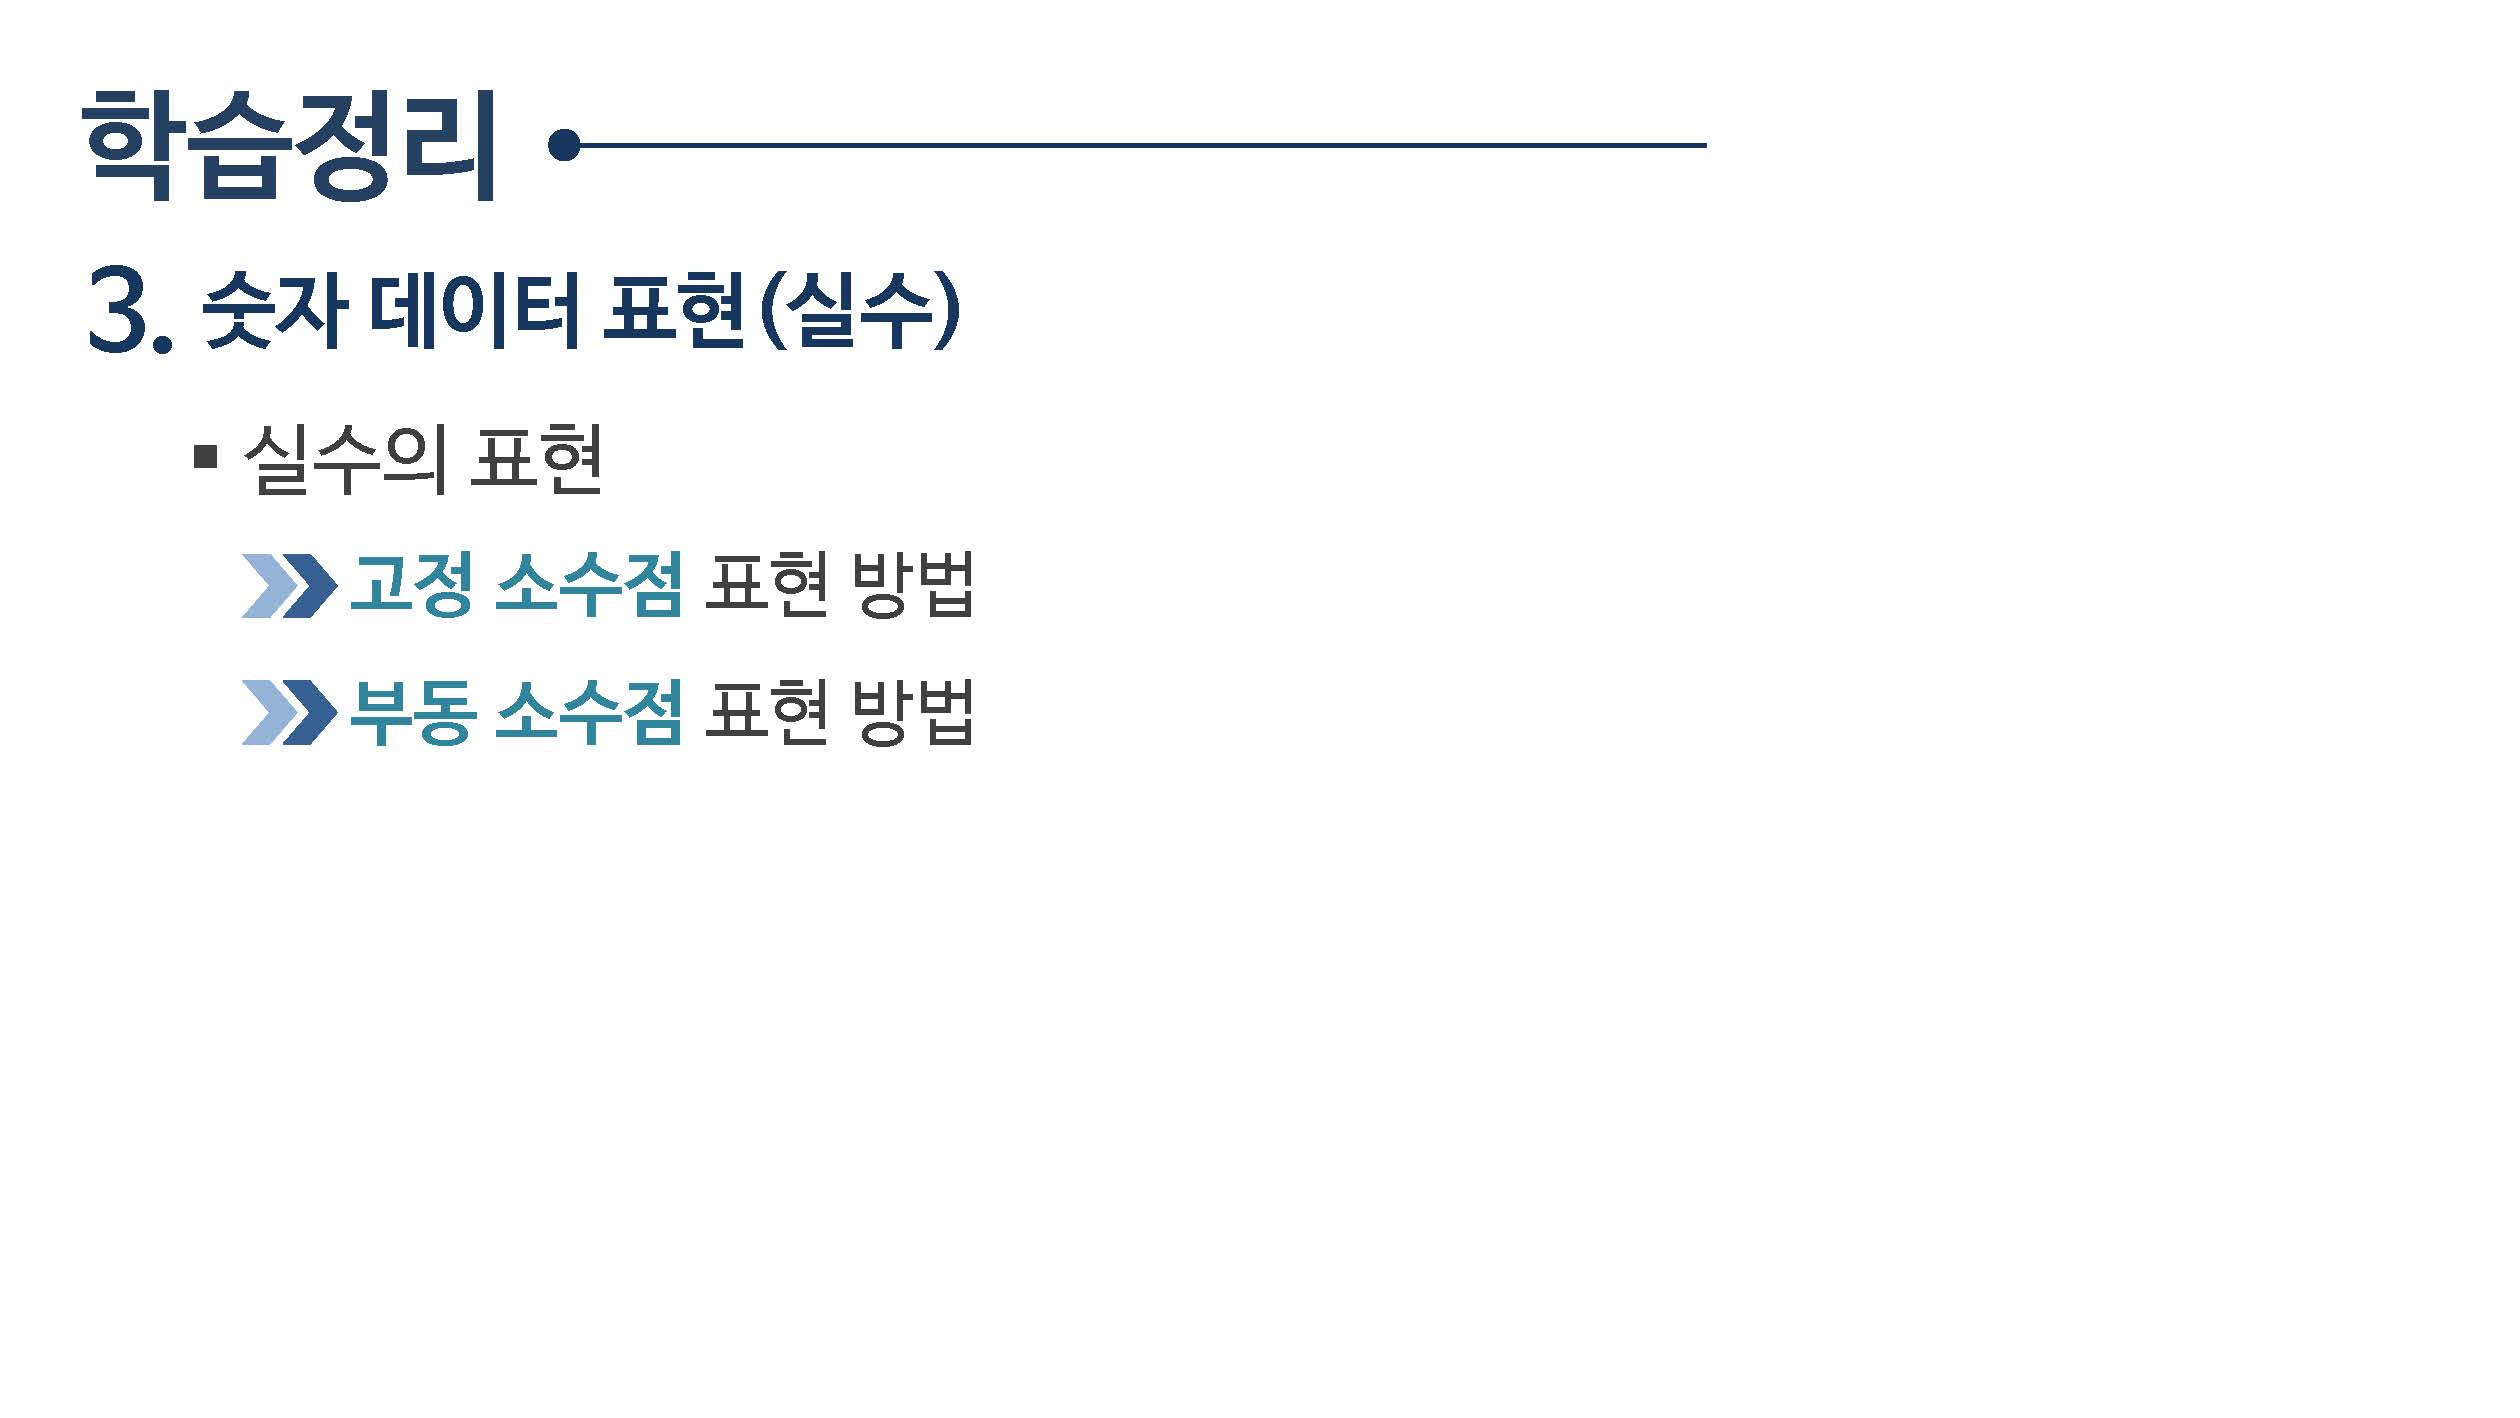 학습정리
3. 숫자 데이터 표현(실수)
▪ 실수의 표현
고정 소수점 표현 방법
부동 소수점 표현 방법